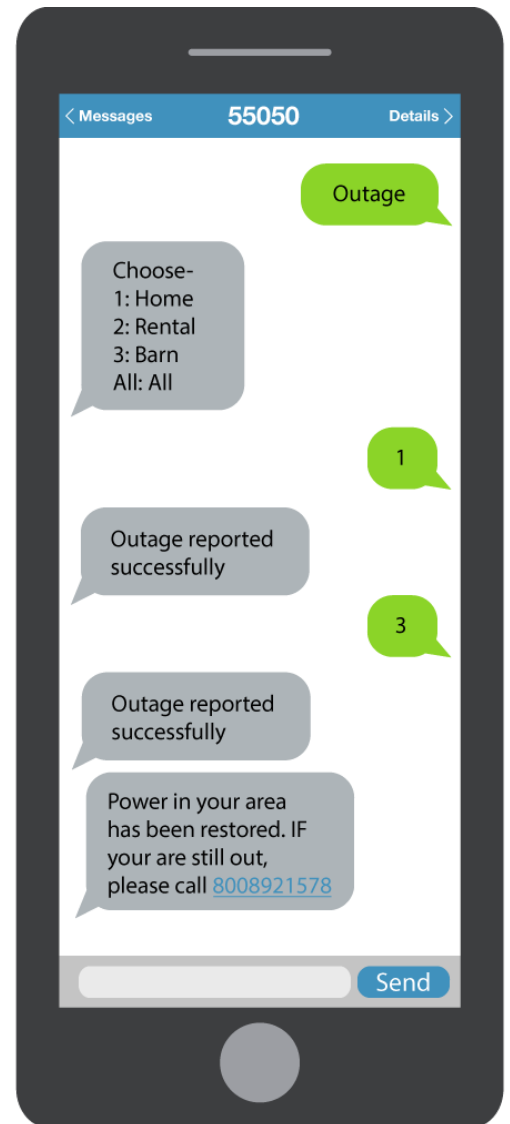 Messages 55050 Details
Outage
Choose-
1: Home
2: Rental
3: Barn
All: All
1
Outage reported
successfully
3
Outage reported
successfully
Power in your area
has been restored. IF
your are still out,
please call 8008921578
Send